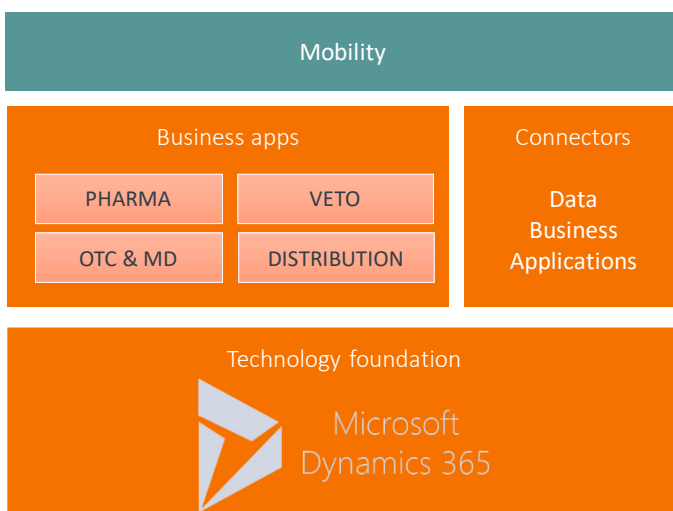 Mobility
Business apps
PHARMA
VETO
OTC & MD
DISTRIBUTION
Connectors
Data
Business
Applications
Technology foundation
Microsoft
Dynamics 365